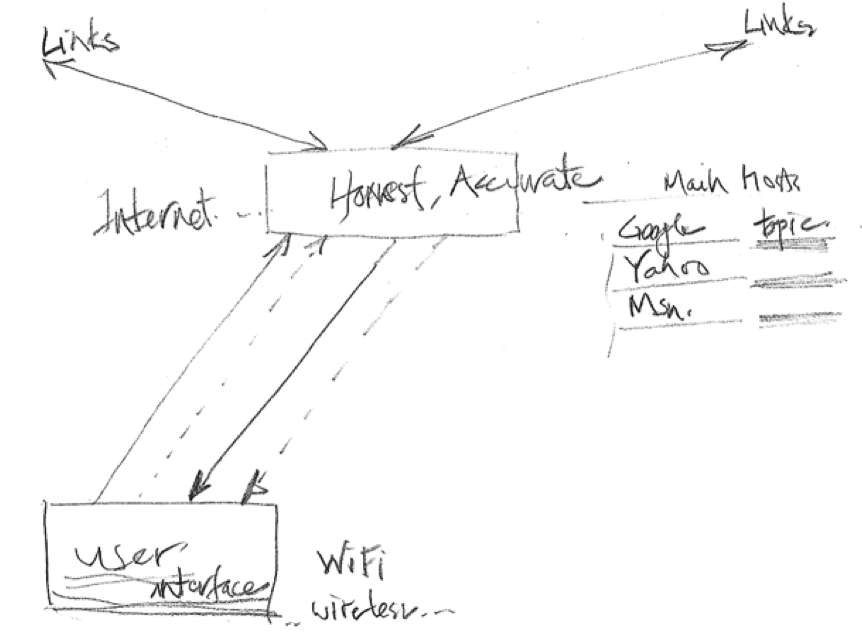 Links
Links
Internet...
Honest, Accurate
Main Hosts
Google topic.
Yahoo
Msn.
user
interface
WiFi
..wireless...